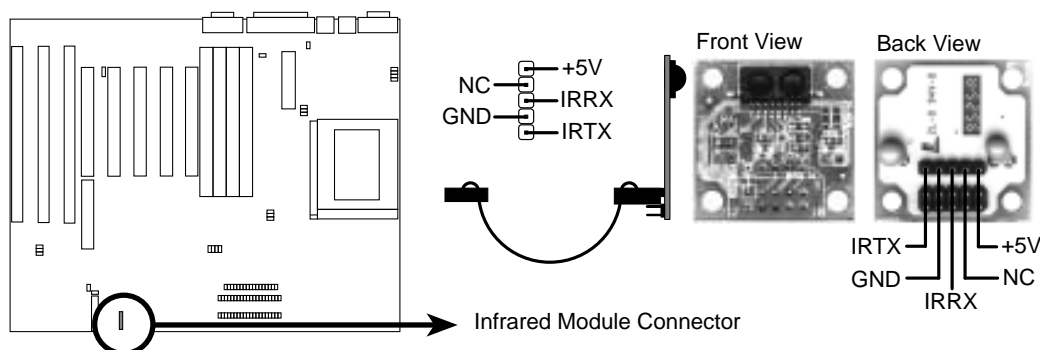 Front View
Back View
+5V
NC
IRRX
GND
IRTX
IRTX
+5V
GND
NC
IRRX
Infrared Module Connector